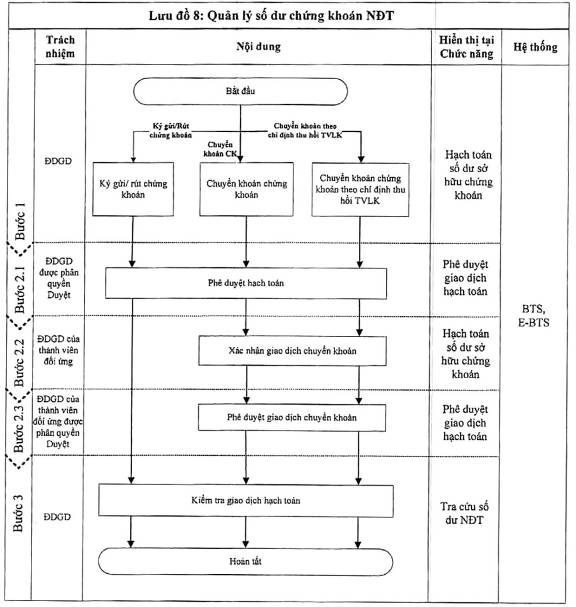 Lưu đồ 8: Quản lý số dư chứng khoán NĐT
Trách
nhiệm
Nội dung
Hiển thị tại
Chức năng
Hệ thống
Bước 1
ĐDGD
Bắt đầu
Ký gửi/Rút
chứng khoán
Chuyển
khoản CK
Chuyển khoản theo
chỉ định thu hồi TVLK
Ký gửi/ rút chứng
khoán
Chuyển khoản chứng
khoán
Chuyển khoản chứng
khoán theo chỉ định thu
hồi TVLK
Hạch toán
số dư sở
hữu chứng
khoán
Bước 2.1
ĐDGD
được phân
quyền
Duyệt
Phê duyệt hạch toán
Phê duyệt
giao dịch
hạch toán
BTS,
E-BTS
Bước 2.2
ĐDGD của
thành viên
đối ứng
Xác nhận giao dịch chuyển khoản
Hạch toán
số dư sở
hữu chứng
khoán
Bước 2.3
ĐDGD của
thành viên
đối ứng được
phân quyền
Duyệt
Phê duyệt giao dịch chuyển khoản
Phê duyệt
giao dịch
hạch toán
Bước 3
ĐDGD
Kiểm tra giao dịch hạch toán
Tra cứu số
dư NĐT
Hoàn tất